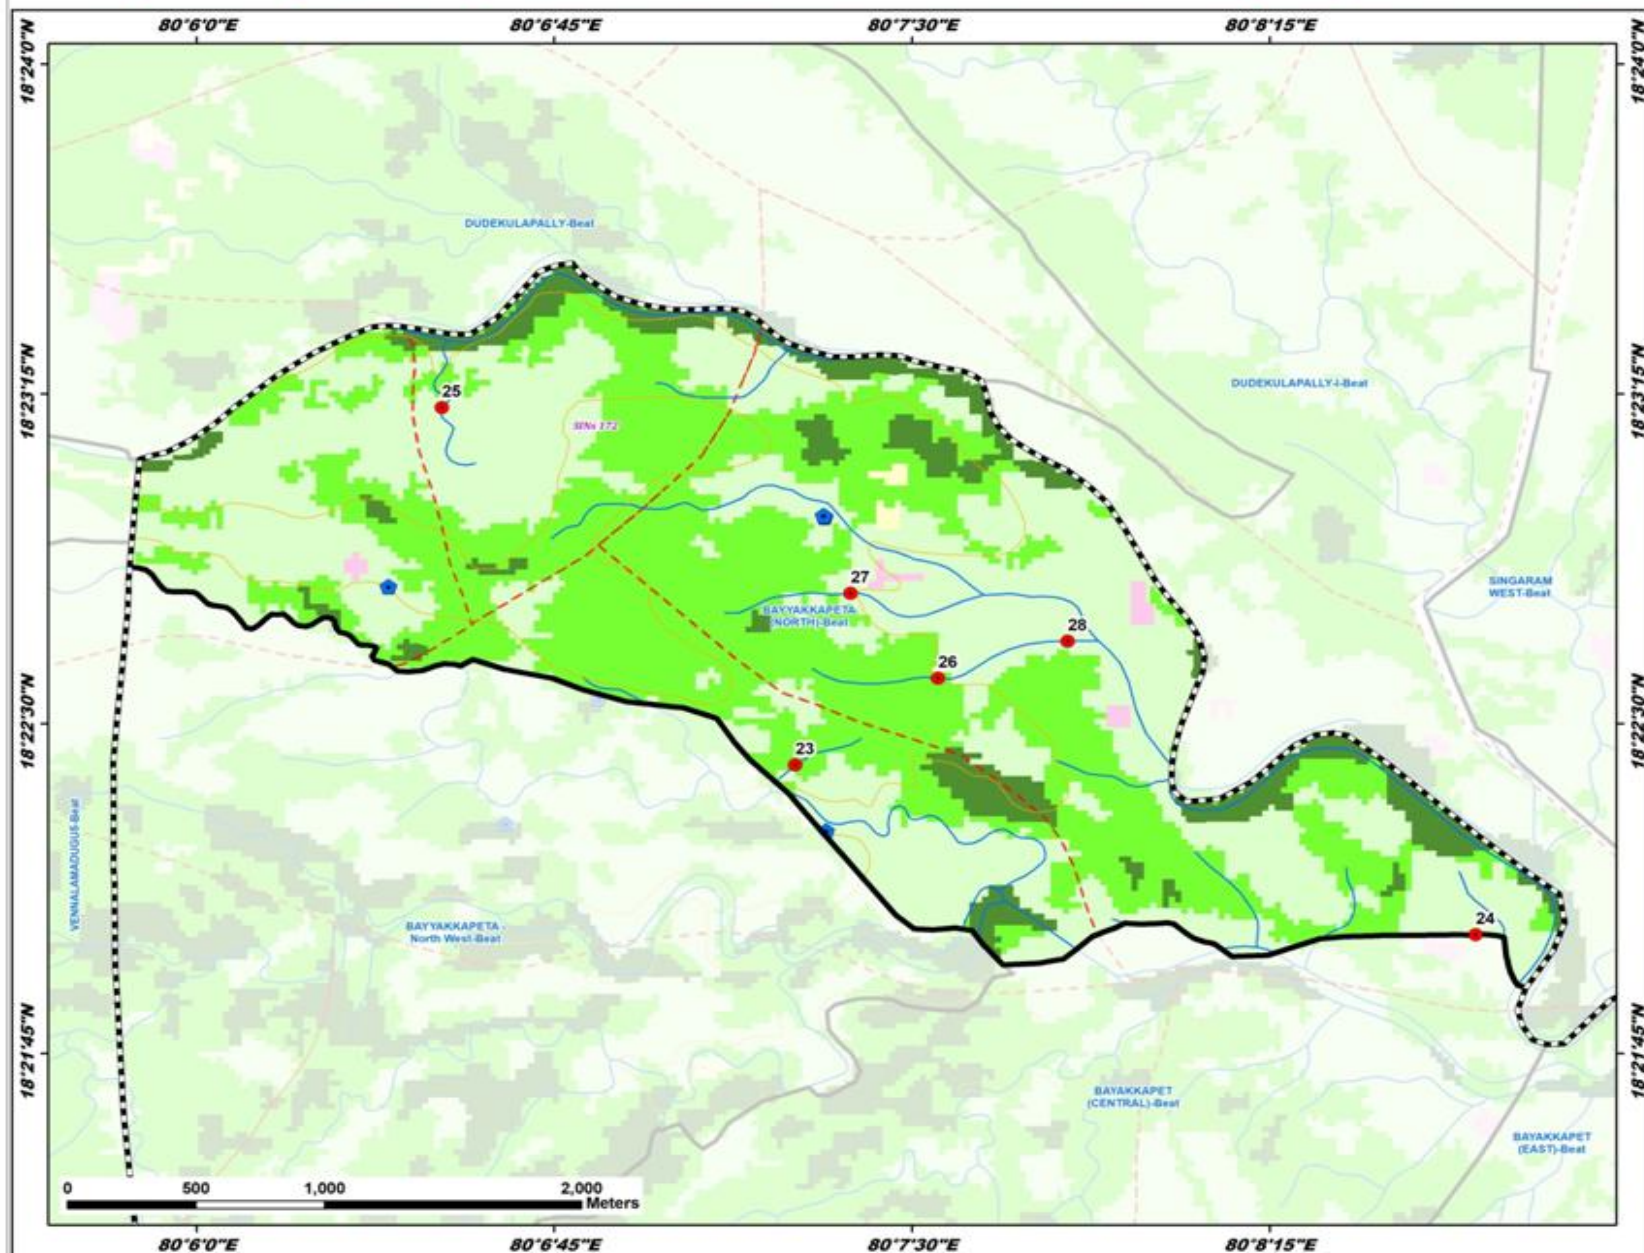 80°6'0"E 80°6'45"E 80°7'30"E 80°8'15"E
18°24'0"N
18°24'0"N
DUDEKULAPALLY-Beat
18°23'15"N
25
DUDEKULAPALLY-I-Beat
18°23'15"N
SINo 172
27
BAYYAKKAPETA
(NORTH)-Beat
SINGARAM
WEST-Beat
28
26
18°22'30"N
23
18°22'30"N
VENNALAMADUGUS-Beat
BAYYAKKAPETA -
North West-Beat
24
18°21'45"N
18°21'45"N
BAYAKKAPET
(CENTRAL)-Beat
BAYAKKAPET
(EAST)-Beat
0 500 1,000 2,000
Meters
80°6'0"E 80°6'45"E 80°7'30"E 80°8'15"E